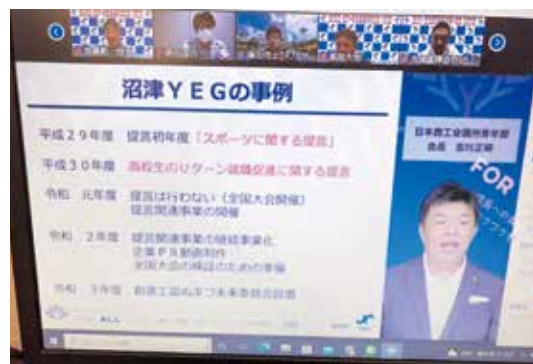 沼津YEGの事例
平成29年度 提言初年度「スポーツに関する提言」
平成30年度 高校生のUターン就職促進に関する提言
令和 元年度 提言は行わない（全国大会開催）
提言関連事業の開催
令和 2年度 提言関連事業の継続事業化
企業PR動画制作
全国大会の検証のための準備
令和 3年度
日本商工会議所青年部
会長
FOR